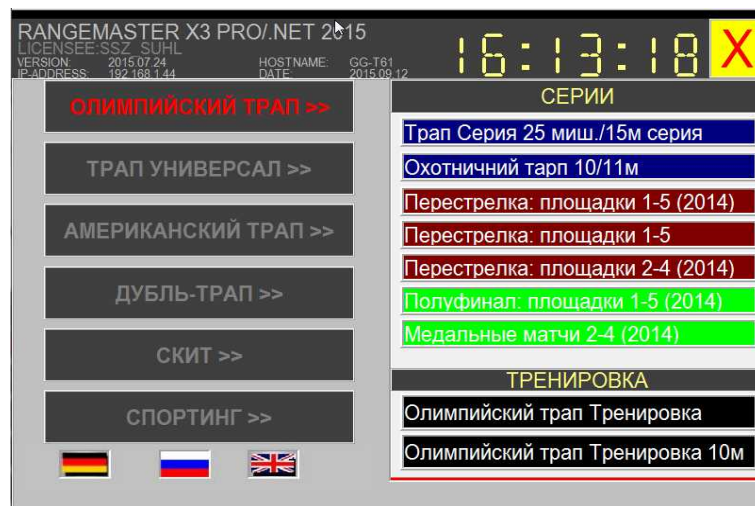 RANGEMASTER X3 PRO/.NET 2015
LICENSEE:SSZ_SUHL
VERSION: 2015.07.24 HOSTNAME: GG-T61
IP-ADDRESS: 192.168.1.44 DATE: 2015.09.12
16:13:18
X
ОЛИМПИЙСКИЙ ТРАП >>
ТРАП УНИВЕРСАЛ >>
АМЕРИКАНСКИЙ ТРАП >>
ДУБЛЬ-ТРАП >>
СКИТ >>
СПОРТИНГ >>
СЕРИИ
Трап Серия 25 миш./15м серия
Охотничний тарп 10/11м
Перестрелка: площадки 1-5 (2014)
Перестрелка: площадки 1-5
Перестрелка: площадки 2-4 (2014)
Полуфинал: площадки 1-5 (2014)
Медальные матчи 2-4 (2014)
ТРЕНИРОВКА
Олимпийский трап Тренировка
Олимпийский трап Тренировка 10м